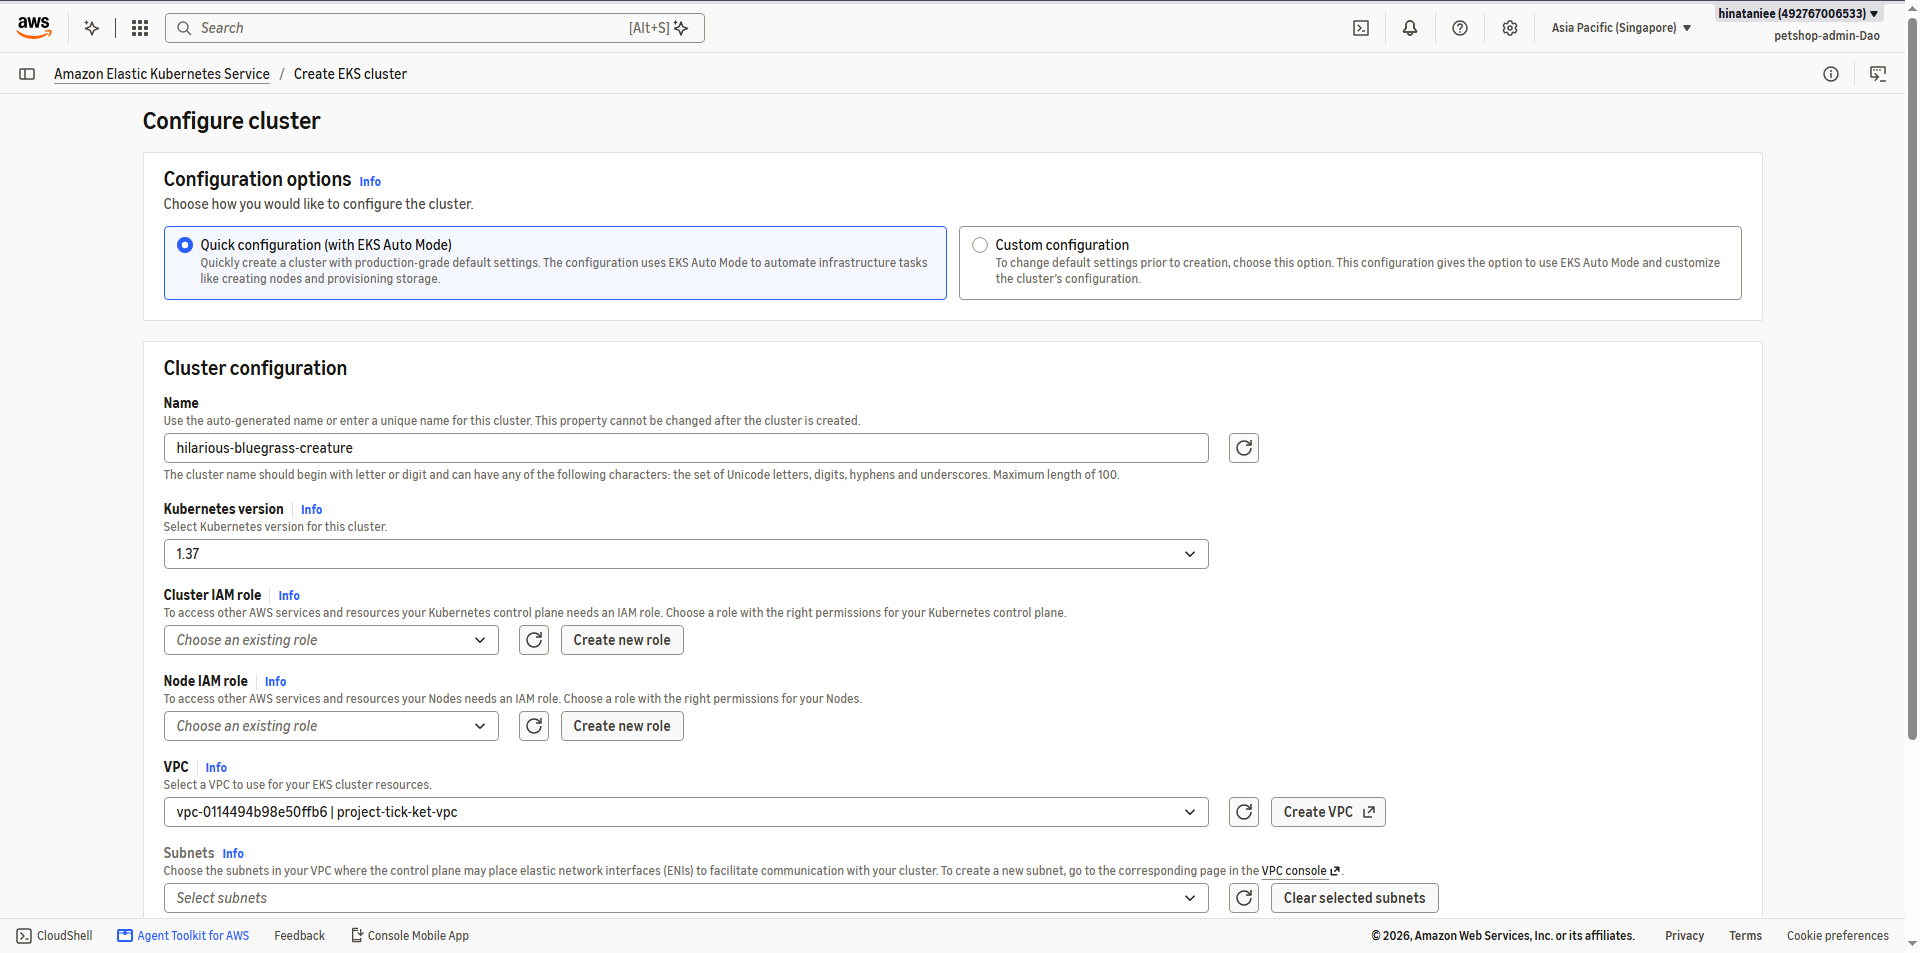 aws
Search
[Alt+S]
Asia Pacific (Singapore)
hinataniee (492767006533)
petshop-admin-Dao
Amazon Elastic Kubernetes Service / Create EKS cluster
Configure cluster
Configuration options Info
Choose how you would like to configure the cluster.
Quick configuration (with EKS Auto Mode)
Quickly create a cluster with production-grade default settings. The configuration uses EKS Auto Mode to automate infrastructure tasks
like creating nodes and provisioning storage.
Custom configuration
To change default settings prior to creation, choose this option. This configuration gives the option to use EKS Auto Mode and customize
the cluster's configuration.
Cluster configuration
Name
Use the auto-generated name or enter a unique name for this cluster. This property cannot be changed after the cluster is created.
hilarious-bluegrass-creature
The cluster name should begin with letter or digit and can have any of the following characters: the set of Unicode letters, digits, hyphens and underscores. Maximum length of 100.
Kubernetes version Info
Select Kubernetes version for this cluster.
1.37
Cluster IAM role Info
To access other AWS services and resources your Kubernetes control plane needs an IAM role. Choose a role with the right permissions for your Kubernetes control plane.
Choose an existing role
Create new role
Node IAM role Info
To access other AWS services and resources your Nodes needs an IAM role. Choose a role with the right permissions for your Nodes.
Choose an existing role
Create new role
VPC Info
Select a VPC to use for your EKS cluster resources.
vpc-0114494b98e50ffb6 | project-tick-ket-vpc
Create VPC
Subnets Info
Choose the subnets in your VPC where the control plane may place elastic network interfaces (ENIs) to facilitate communication with your cluster. To create a new subnet, go to the corresponding page in the VPC console.
Select subnets
Clear selected subnets
CloudShell
Agent Toolkit for AWS
Feedback
Console Mobile App
© 2026, Amazon Web Services, Inc. or its affiliates.
Privacy
Terms
Cookie preferences